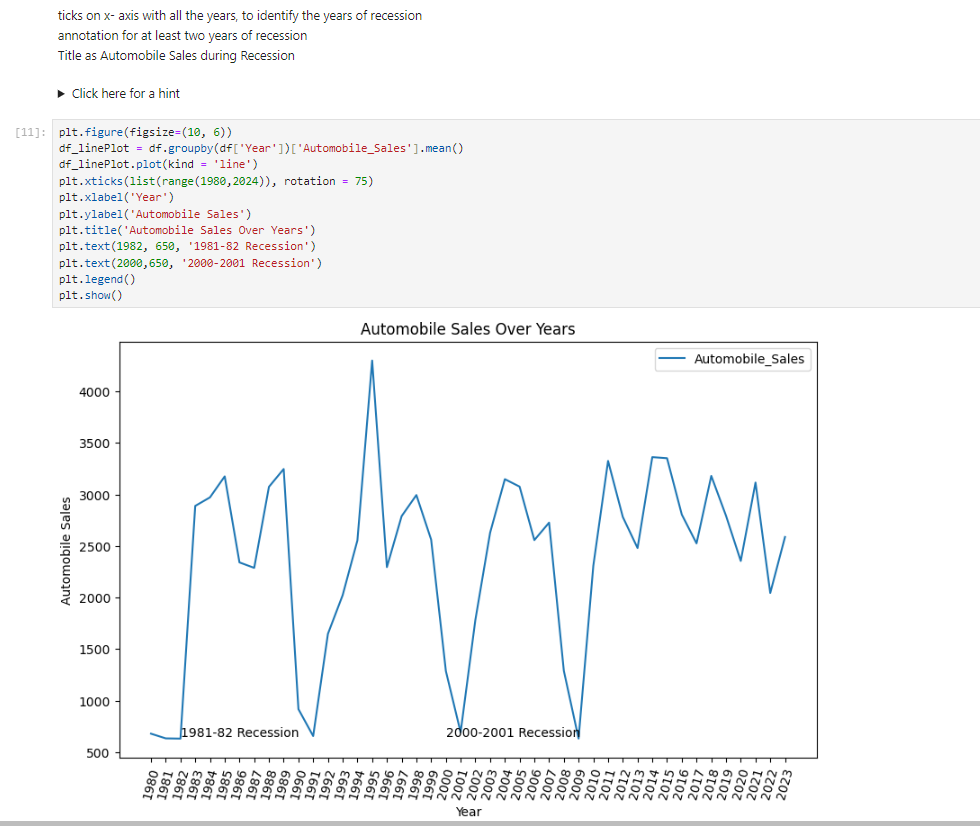 ticks on x- axis with all the years, to identify the years of recession
annotation for at least two years of recession
Title as Automobile Sales during Recession
▶ Click here for a hint
[11]:
plt.figure(figsize=(10, 6))
df_linePlot = df.groupby(df['Year'])['Automobile_Sales'].mean()
df_linePlot.plot(kind = 'line')
plt.xticks(list(range(1980,2024)), rotation = 75)
plt.xlabel('Year')
plt.ylabel('Automobile Sales')
plt.title('Automobile Sales Over Years')
plt.text(1982, 650, '1981-82 Recession')
plt.text(2000,650, '2000-2001 Recession')
plt.legend()
plt.show()
Automobile Sales Over Years
Automobile_Sales
4000
3500
3000
2500
2000
1500
1000
500
Automobile Sales
1981-82 Recession
2000-2001 Recession
1980
1981
1982
1983
1984
1985
1986
1987
1988
1989
1990
1991
1992
1993
1994
1995
1996
1997
1998
1999
2000
2001
2002
2003
2004
2005
2006
2007
2008
2009
2010
2011
2012
2013
2014
2015
2016
2017
2018
2019
2020
2021
2022
2023
Year